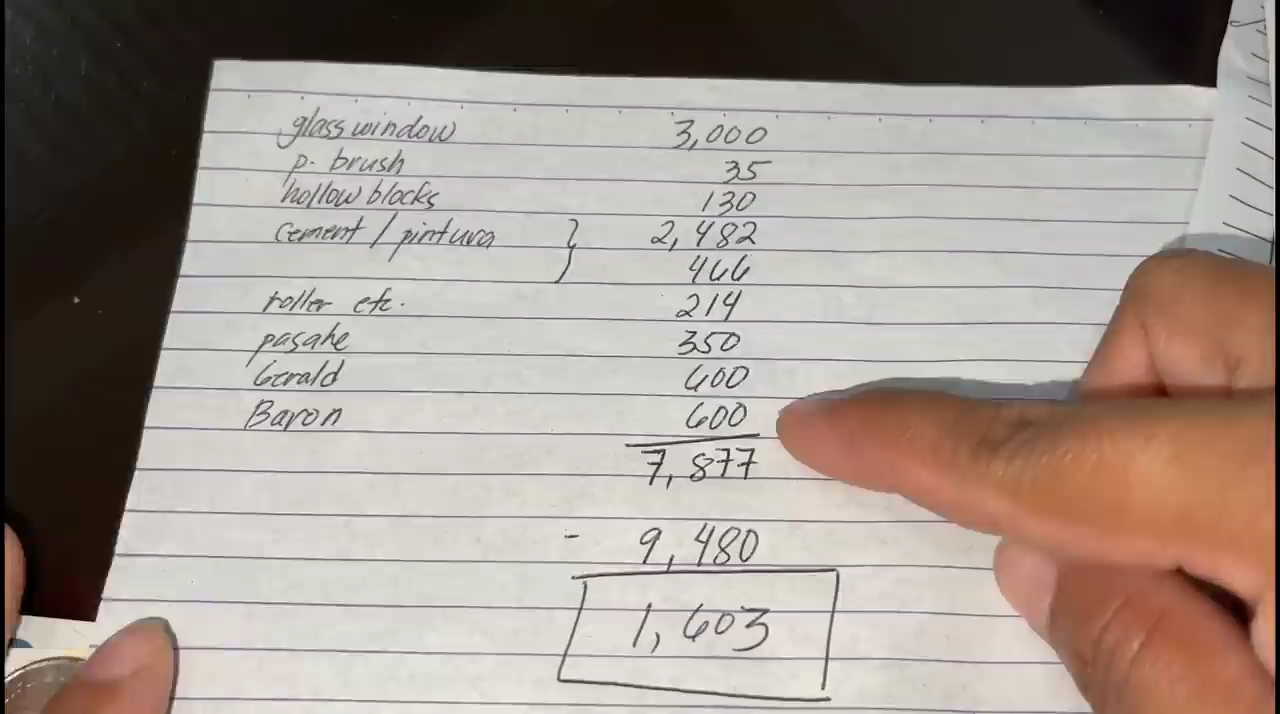 glass window 3,000
p. brush 35
hollow blocks 130
cement / pintura } 2,482
466
roller etc. 214
pasahe 350
Gerald 600
Baron 600
7,877
- 9,480
1,603